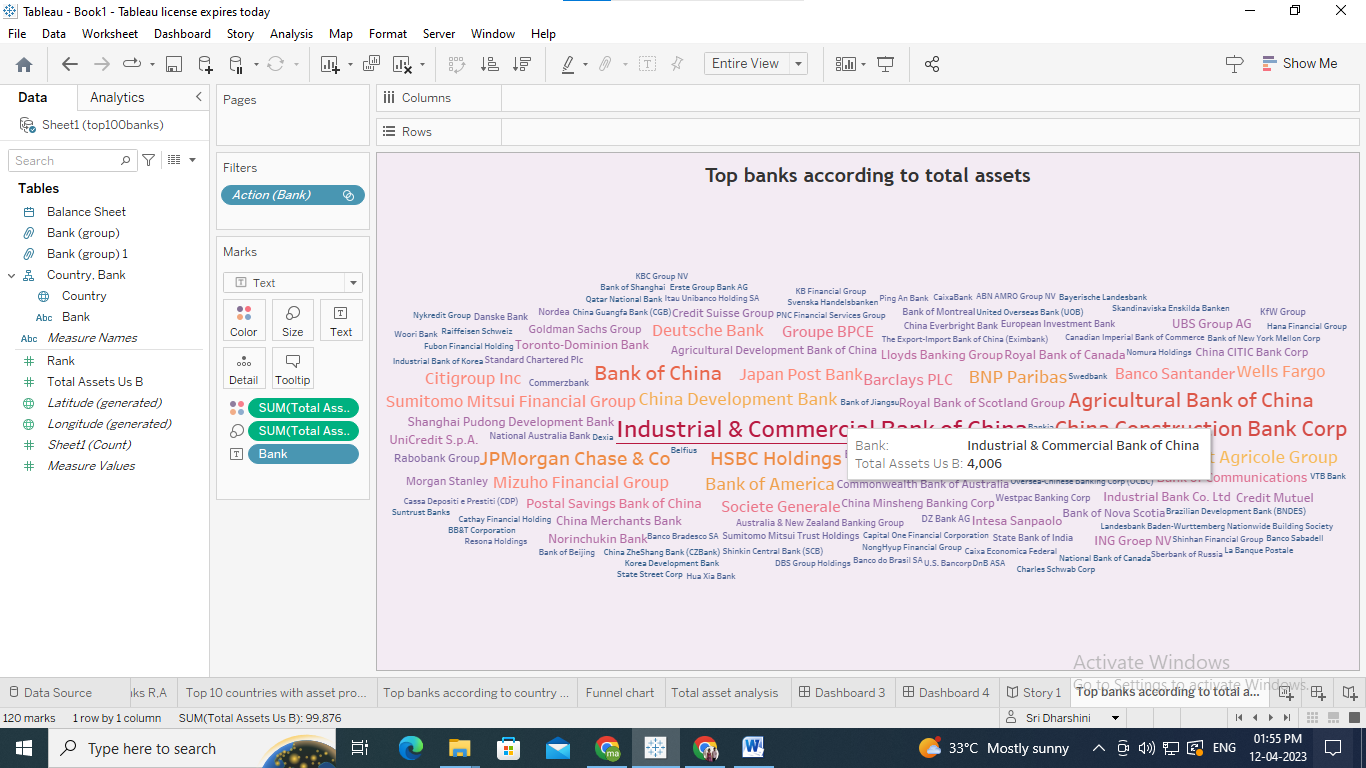 Tableau - Book1 - Tableau license expires today
File Data Worksheet Dashboard Story Analysis Map Format Server Window Help
Entire View
Show Me
Data Analytics
Sheet1 (top100banks)
Search
Tables
Balance Sheet
Bank (group)
Bank (group) 1
Country, Bank
Country
Abc Bank
Abc Measure Names
Rank
Total Assets Us B
Latitude (generated)
Longitude (generated)
Sheet1 (Count)
Measure Values
Pages
Filters
Action (Bank)
Marks
Text
Color Size Text
Detail Tooltip
SUM(Total Ass..
SUM(Total Ass..
Bank
Columns
Rows
Top banks according to total assets
KBC Group NV
Bank of Shanghai Erste Group Bank AG KB Financial Group
Qatar National Bank Itau Unibanco Holding SA Svenska Handelsbanken Ping An Bank CaixaBank ABN AMRO Group NV Bayerische Landesbank
Nykredit Group Danske Bank Nordea China Guangfa Bank (CGB) Credit Suisse Group PNC Financial Services Group Bank of Montreal United Overseas Bank (UOB) Skandinaviska Enskilda Banken KfW Group
Woori Bank Raiffeisen Schweiz Goldman Sachs Group Deutsche Bank Groupe BPCE China Everbright Bank European Investment Bank UBS Group AG Hana Financial Group
Fubon Financial Holding Toronto-Dominion Bank The Export-Import Bank of China (Eximbank) Canadian Imperial Bank of Commerce Bank of New York Mellon Corp
Industrial Bank of Korea Standard Chartered Plc Agricultural Development Bank of China Lloyds Banking Group Royal Bank of Canada Nomura Holdings China CITIC Bank Corp
Citigroup Inc Commerzbank Bank of China Japan Post Bank Barclays PLC BNP Paribas Swedbank Banco Santander Wells Fargo
Sumitomo Mitsui Financial Group China Development Bank Bank of Jiangsu Royal Bank of Scotland Group Agricultural Bank of China
Shanghai Pudong Development Bank Industrial & Commercial Bank of China Bankia China Construction Bank Corp
UniCredit S.p.A. National Australia Bank Dexia
Rabobank Group JPMorgan Chase & Co Belfius HSBC Holdings Agricole Group
Bank: Industrial & Commercial Bank of China
Total Assets Us B: 4,006
Morgan Stanley Mizuho Financial Group Bank of America Commonwealth Bank of Australia Oversea-Chinese Banking Corp (OCBC) Bank of Communications VTB Bank
Cassa Depositi e Prestiti (CDP) Postal Savings Bank of China Societe Generale China Minsheng Banking Corp Westpac Banking Corp Industrial Bank Co. Ltd Credit Mutuel
Suntrust Banks Cathay Financial Holding China Merchants Bank Australia & New Zealand Banking Group DZ Bank AG Intesa Sanpaolo Bank of Nova Scotia Brazilian Development Bank (BNDES)
BB&T Corporation Landesbank Baden-Wurttemberg Nationwide Building Society
Resona Holdings Norinchukin Bank Banco Bradesco SA Sumitomo Mitsui Trust Holdings Capital One Financial Corporation State Bank of India ING Groep NV Shinhan Financial Group Banco Sabadell
Bank of Beijing China ZheShang Bank (CZBank) Shinkin Central Bank (SCB) NongHyup Financial Group Caixa Economica Federal National Bank of Canada Sberbank of Russia La Banque Postale
Korea Development Bank DBS Group Holdings Banco do Brasil SA U.S. Bancorp DnB ASA Charles Schwab Corp
State Street Corp Hua Xia Bank
Activate Windows
Go to Settings to activate Windows.
Data Source ks R,A Top 10 countries with asset pro... Top banks according to country ... Funnel chart Total asset analysis Dashboard 3 Dashboard 4 Story 1 Top banks according to total a...
120 marks 1 row by 1 column SUM(Total Assets Us B): 99,876 Sri Dharshini
Type here to search
ma
33°C Mostly sunny ENG 01:55 PM
12-04-2023